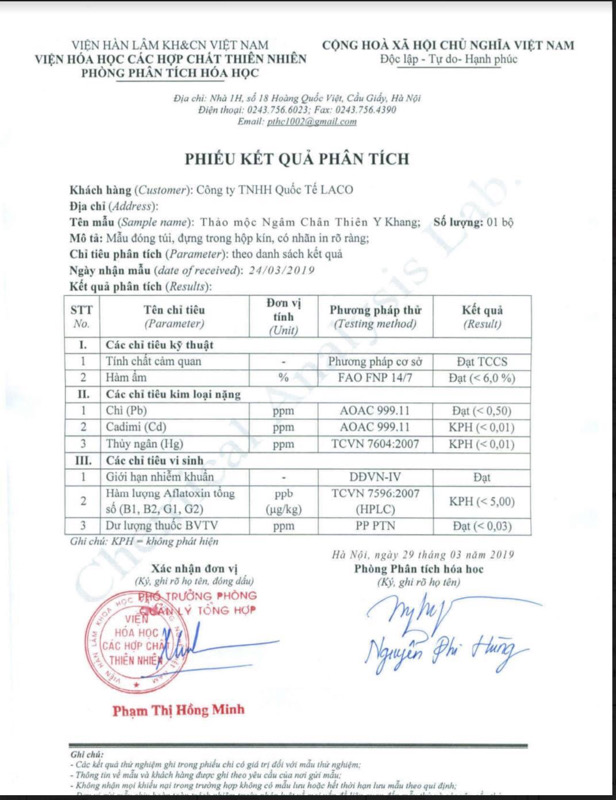 VIỆN HÀN LÂM KH&CN VIỆT NAM
VIỆN HÓA HỌC CÁC HỢP CHẤT THIÊN NHIÊN
PHÒNG PHÂN TÍCH HÓA HỌC
CỘNG HOÀ XÃ HỘI CHỦ NGHĨA VIỆT NAM
Độc lập - Tự do- Hạnh phúc
Địa chỉ: Nhà 1H, số 18 Hoàng Quốc Việt, Cầu Giấy, Hà Nội
Điện thoại: 0243.756.6023; Fax: 0243.756.4390
Email: pthc1002@gmail.com
PHIẾU KẾT QUẢ PHÂN TÍCH
Khách hàng (Customer): Công ty TNHH Quốc Tế LACO
Địa chỉ (Address):
Tên mẫu (Sample name): Thảo mộc Ngâm Chân Thiên Y Khang; Số lượng: 01 bộ
Mô tả: Mẫu đóng túi, đựng trong hộp kín, có nhãn in rõ ràng;
Chỉ tiêu phân tích (Parameter): theo danh sách kết quả
Ngày nhận mẫu (date of received): 24/03/2019
Kết quả phân tích (Results):
STT No. Tên chỉ tiêu (Parameter) Đơn vị tính (Unit) Phương pháp thử (Testing method) Kết quả (Result)
I. Các chỉ tiêu kỹ thuật
1 Tính chất cảm quan - Phương pháp cơ sở Đạt TCCS
2 Hàm ẩm % FAO FNP 14/7 Đạt (< 6,0 %)
II. Các chỉ tiêu kim loại nặng
1 Chì (Pb) ppm AOAC 999.11 Đạt (< 0,50)
2 Cadimi (Cd) ppm AOAC 999.11 KPH (< 0,01)
3 Thủy ngân (Hg) ppm TCVN 7604:2007 KPH (< 0,01)
III. Các chỉ tiêu vi sinh
1 Giới hạn nhiễm khuẩn - DĐVN-IV Đạt
2 Hàm lượng Aflatoxin tổng số (B1, B2, G1, G2) ppb (µg/kg) TCVN 7596:2007 (HPLC) KPH (< 5,00)
3 Dư lượng thuốc BVTV ppm PP PTN Đạt (< 0,03)
Ghi chú: KPH = không phát hiện
Hà Nội, ngày 29 tháng 03 năm 2019
Xác nhận đơn vị
(Ký, ghi rõ họ tên, đóng dấu)
Phòng Phân tích hóa học
(Ký, ghi rõ họ tên)
PHÓ TRƯỞNG PHÒNG
QUẢN LÝ TỔNG HỢP
VIỆN
HÓA HỌC
CÁC HỢP CHẤT
THIÊN NHIÊN
Nguyễn Phi Hùng
Phạm Thị Hồng Minh
Chemical Analysis Lab.
Ghi chú:
- Các kết quả thử nghiệm ghi trong phiếu chỉ có giá trị đối với mẫu thử nghiệm;
- Thông tin về mẫu và khách hàng được ghi theo yêu cầu của nơi gửi mẫu;
- Không nhận mọi khiếu nại trong trường hợp không có mẫu lưu hoặc hết thời hạn lưu mẫu theo qui định;